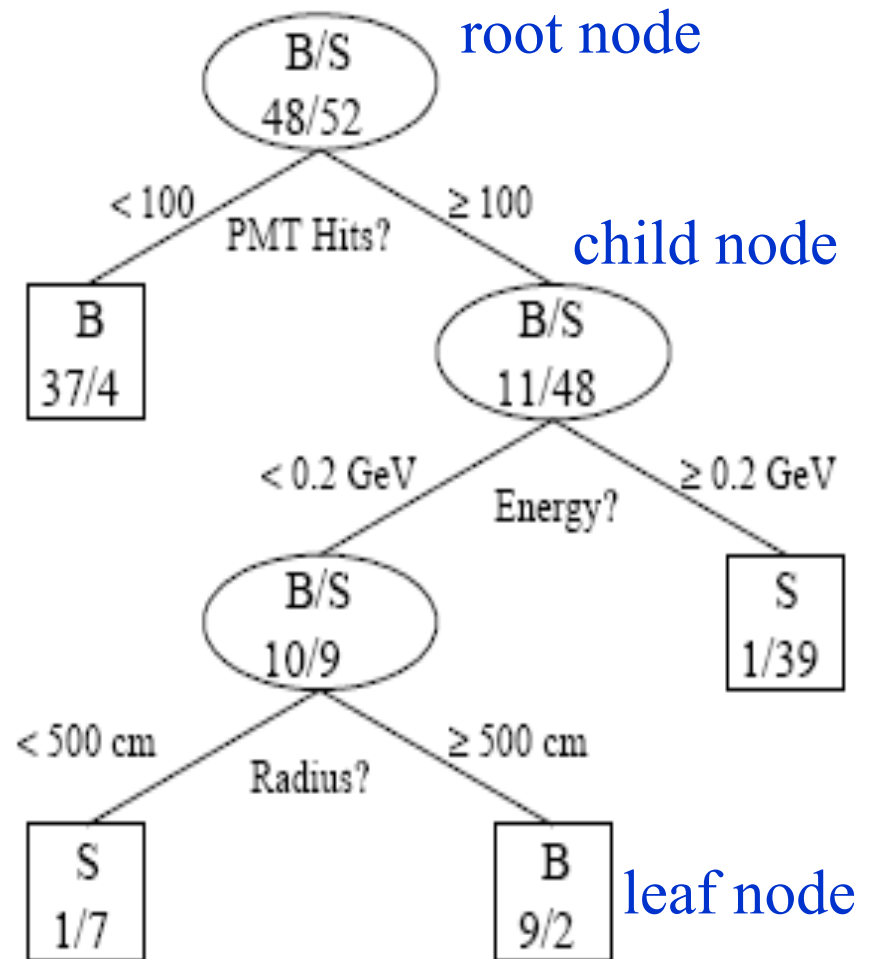 B/S
48/52
root node
< 100
PMT Hits?
≥ 100
child node
B
37/4
B/S
11/48
< 0.2 GeV
Energy?
≥ 0.2 GeV
B/S
10/9
S
1/39
< 500 cm
Radius?
≥ 500 cm
S
1/7
B
9/2
leaf node